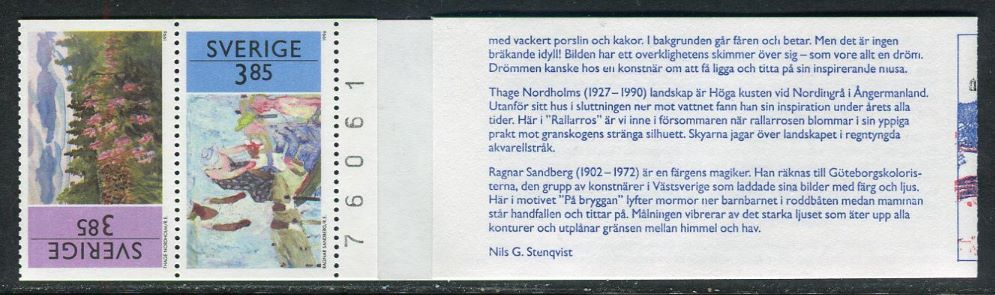 1996
SVERIGE
3.85
THAGE NORDHOLM/R.E.
1996
SVERIGE
3.85
RAGNAR SANDBERG/R.E.
76061
med vackert porslin och kakor. I bakgrunden går fåren och betar. Men det är ingen
bräkande idyll! Bilden har ett overklighetens skimmer över sig – som vore allt en dröm.
Drömmen kanske hos en konstnär om att få ligga och titta på sin inspirerande musa.
Thage Nordholms (1927–1990) landskap är Höga kusten vid Nordingrå i Ångermanland.
Utanför sitt hus i sluttningen ner mot vattnet fann han sin inspiration under årets alla
tider. Här i "Rallarros" är vi inne i försommaren när rallarrosen blommar i sin yppiga
prakt mot granskogens stränga silhuett. Skyarna jagar över landskapet i regntyngda
akvarellstråk.
Ragnar Sandberg (1902–1972) är en färgens magiker. Han räknas till Göteborgskoloris-
terna, den grupp av konstnärer i Västsverige som laddade sina bilder med färg och ljus.
Här i motivet "På bryggan" lyfter mormor ner barnbarnet i roddbåten medan mamman
står handfallen och tittar på. Målningen vibrerar av det starka ljuset som äter upp alla
konturer och utplånar gränsen mellan himmel och hav.
Nils G. Stenqvist